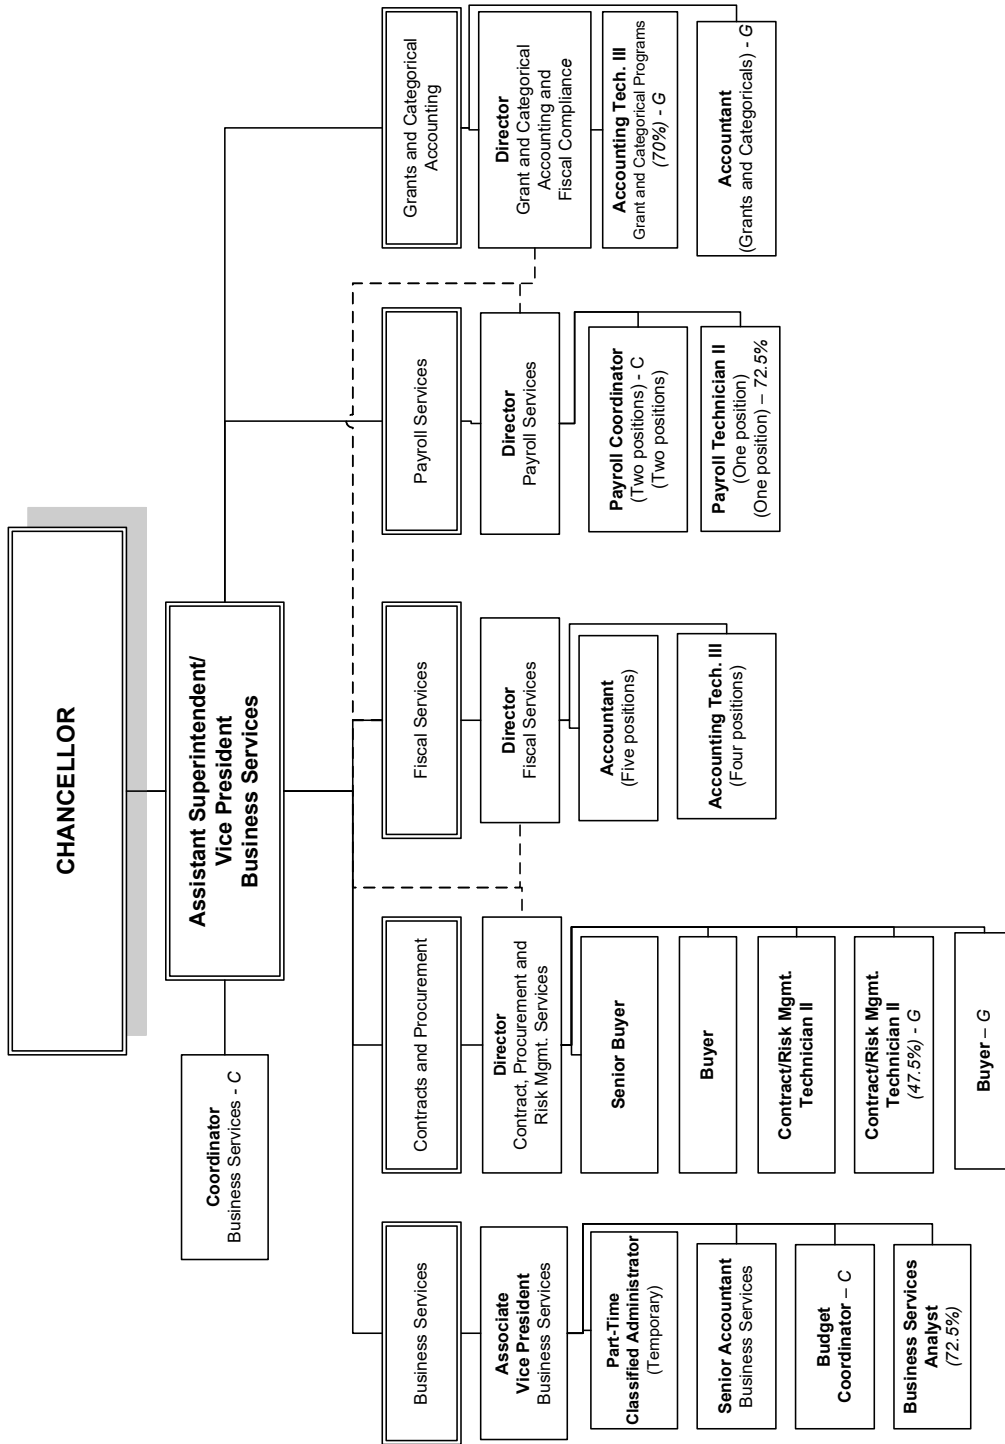 CHANCELLOR
Assistant Superintendent/
Vice President
Business Services
Coordinator
Business Services - C
Business Services
Associate
Vice President
Business Services
Part-Time
Classified Administrator
(Temporary)
Senior Accountant
Business Services
Budget
Coordinator – C
Business Services
Analyst
(72.5%)
Contracts and Procurement
Director
Contract, Procurement and
Risk Mgmt. Services
Senior Buyer
Buyer
Contract/Risk Mgmt.
Technician II
Contract/Risk Mgmt.
Technician II
(47.5%) - G
Buyer – G
Fiscal Services
Director
Fiscal Services
Accountant
(Five positions)
Accounting Tech. III
(Four positions)
Payroll Services
Director
Payroll Services
Payroll Coordinator
(Two positions) - C
(Two positions)
Payroll Technician II
(One position)
(One position) – 72.5%
Grants and Categorical
Accounting
Director
Grant and Categorical
Accounting and
Fiscal Compliance
Accounting Tech. III
Grant and Categorical Programs
(70%) - G
Accountant
(Grants and Categoricals) - G